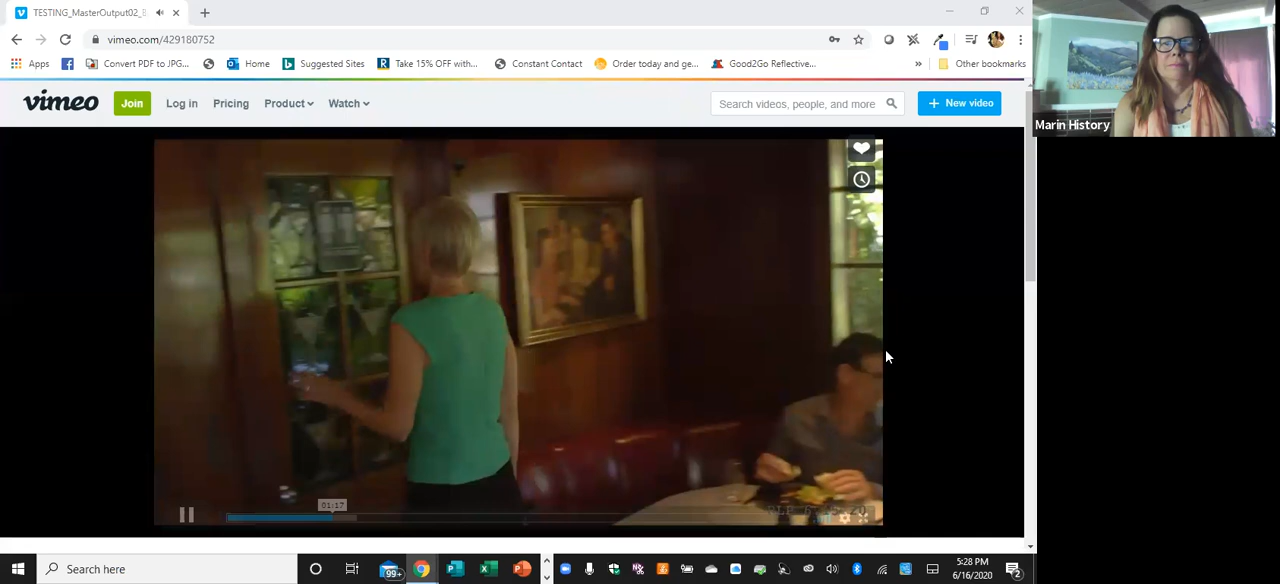 TESTING_MasterOutput02_
vimeo.com/429180752
Apps
Convert PDF to JPG...
Home
Suggested Sites
Take 15% OFF with...
Constant Contact
Order today and ge...
Good2Go Reflective...
»
Other bookmarks
vimeo
Join
Log in
Pricing
Product
Watch
Search videos, people, and more
+ New video
Marin History
01:17
Search here
99+
5:28 PM
6/16/2020
2